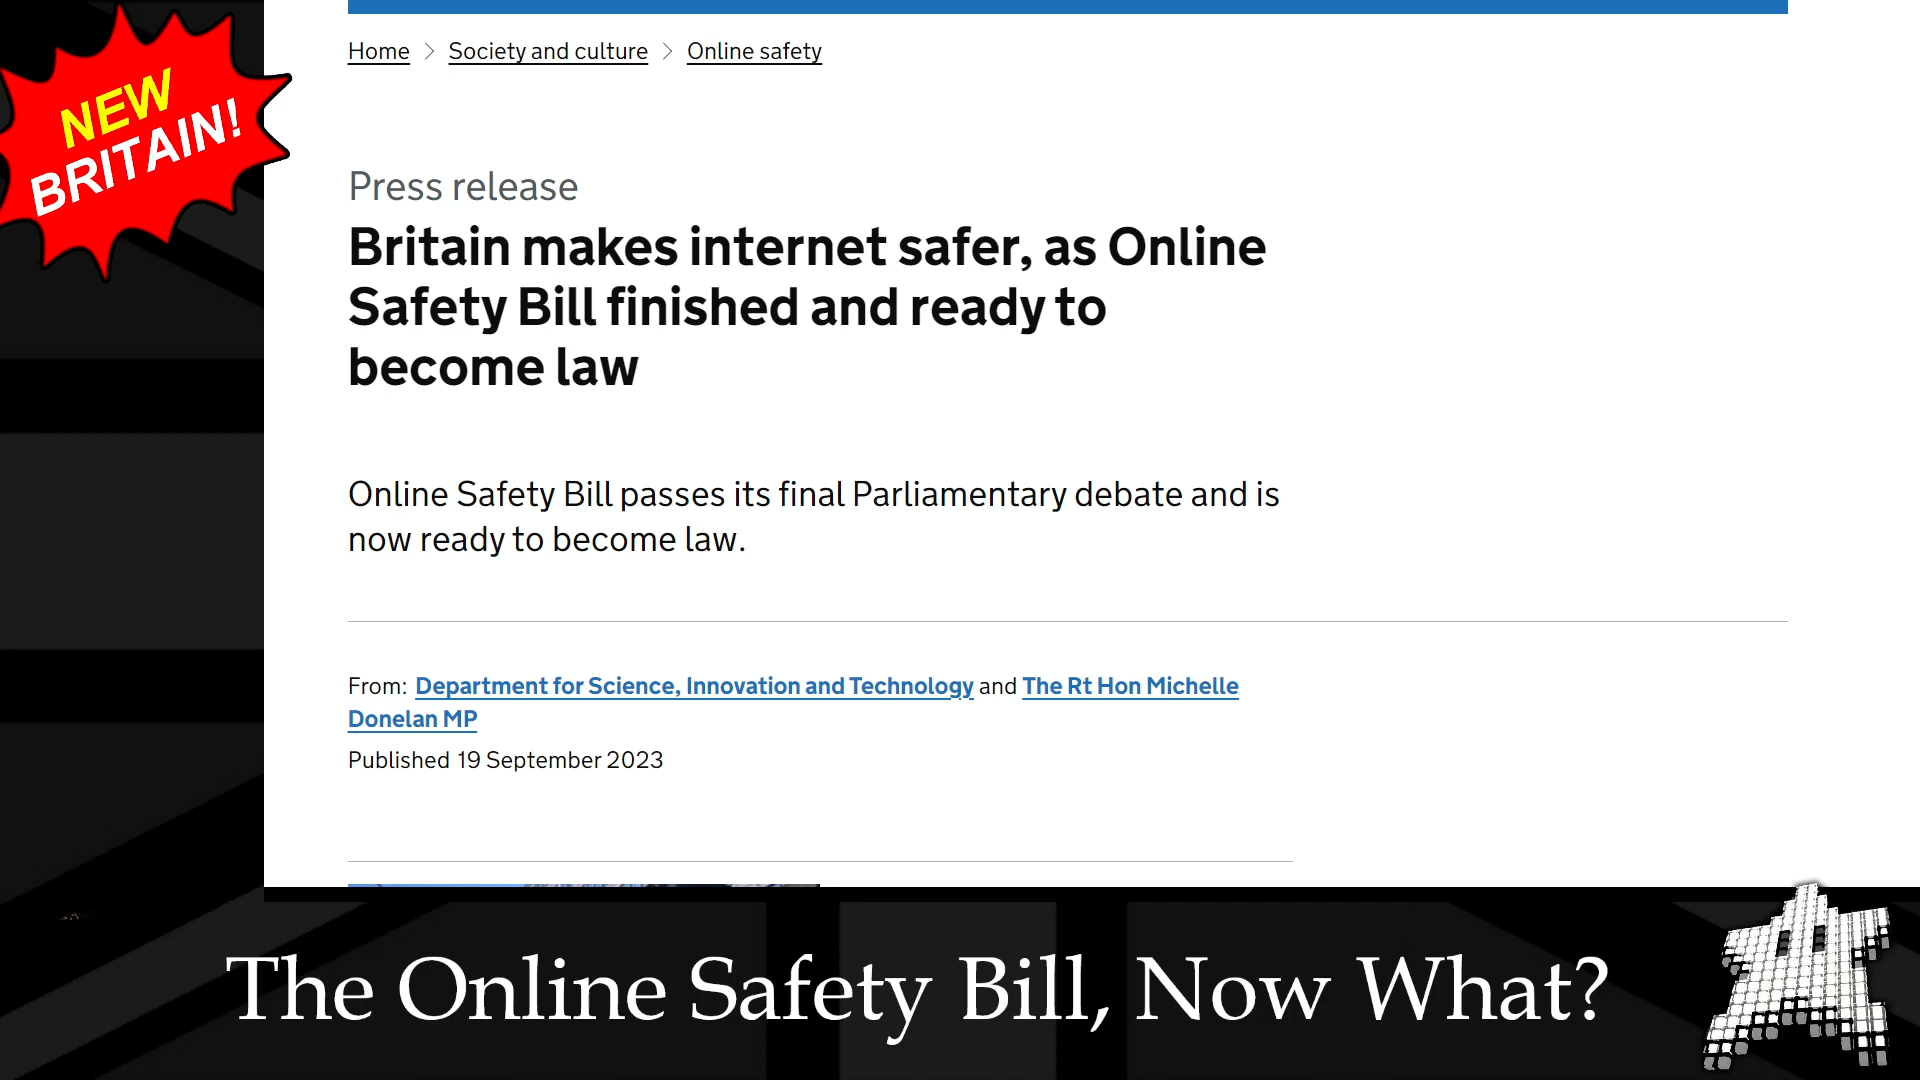 NEW
BRITAIN!
Home > Society and culture > Online safety
Press release
Britain makes internet safer, as Online
Safety Bill finished and ready to
become law
Online Safety Bill passes its final Parliamentary debate and is
now ready to become law.
From: Department for Science, Innovation and Technology and The Rt Hon Michelle
Donelan MP
Published 19 September 2023
The Online Safety Bill, Now What?